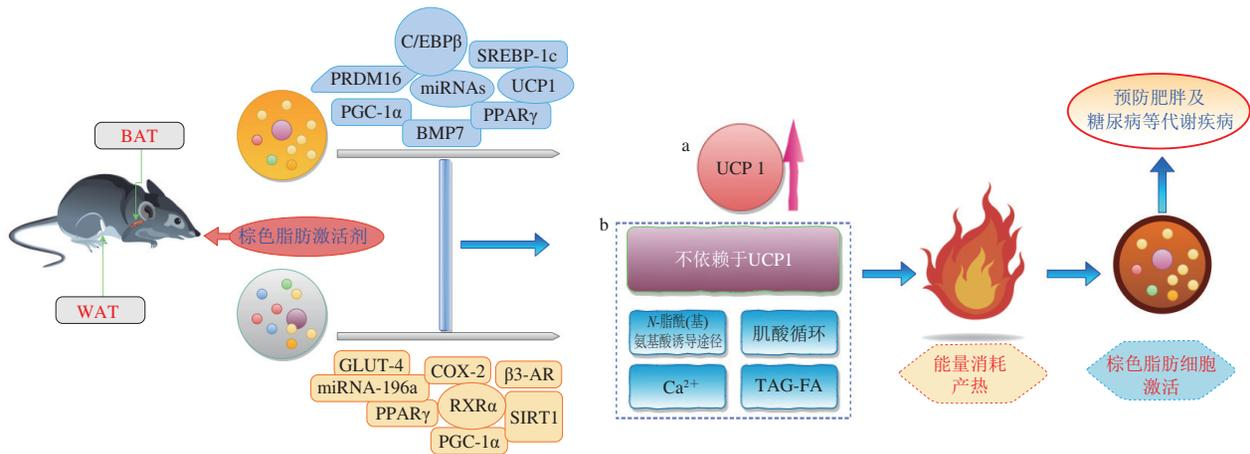 BAT
WAT
棕色脂肪激活剂
C/EBPβ
SREBP-1c
PRDM16
miRNAs
UCP1
PGC-1α
PPARγ
BMP7
GLUT-4
COX-2
β3-AR
miRNA-196a
PPARγ
RXRα
SIRT1
PGC-1α
a
UCP 1
b
不依赖于UCP1
N-脂酰(基)
氨基酸诱导途径
肌酸循环
Ca²⁺
TAG-FA
能量消耗
产热
预防肥胖及
糖尿病等代谢疾病
棕色脂肪细胞
激活